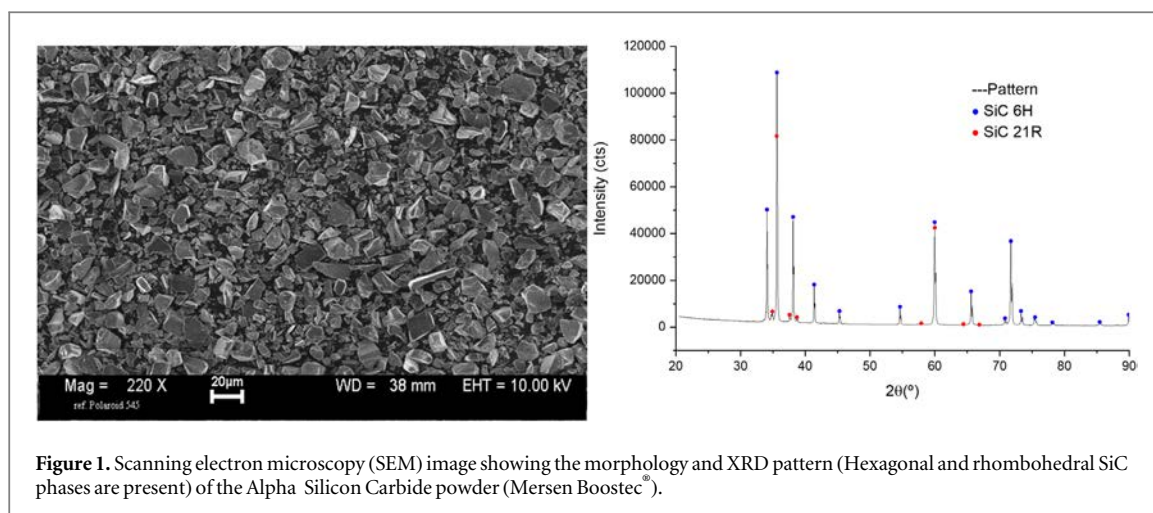 Mag = 220 X
20µm
WD = 38 mm
EHT = 10.00 kV
ref. Polaroid 545
120000
100000
80000
60000
40000
20000
0
Intensity (cts)
---Pattern
SiC 6H
SiC 21R
20 30 40 50 60 70 80 90
2θ(º)
Figure 1. Scanning electron microscopy (SEM) image showing the morphology and XRD pattern (Hexagonal and rhombohedral SiC
phases are present) of the Alpha Silicon Carbide powder (Mersen Boostec®).